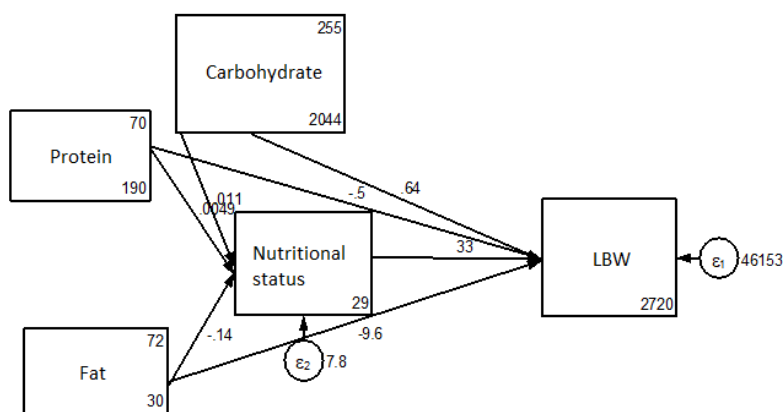 255
Carbohydrate
2044
70
Protein
190
.011
.0049
-.5
.64
Nutritional
status
29
33
LBW
2720
ε1
46153
72
Fat
30
-.14
-9.6
ε2
7.8